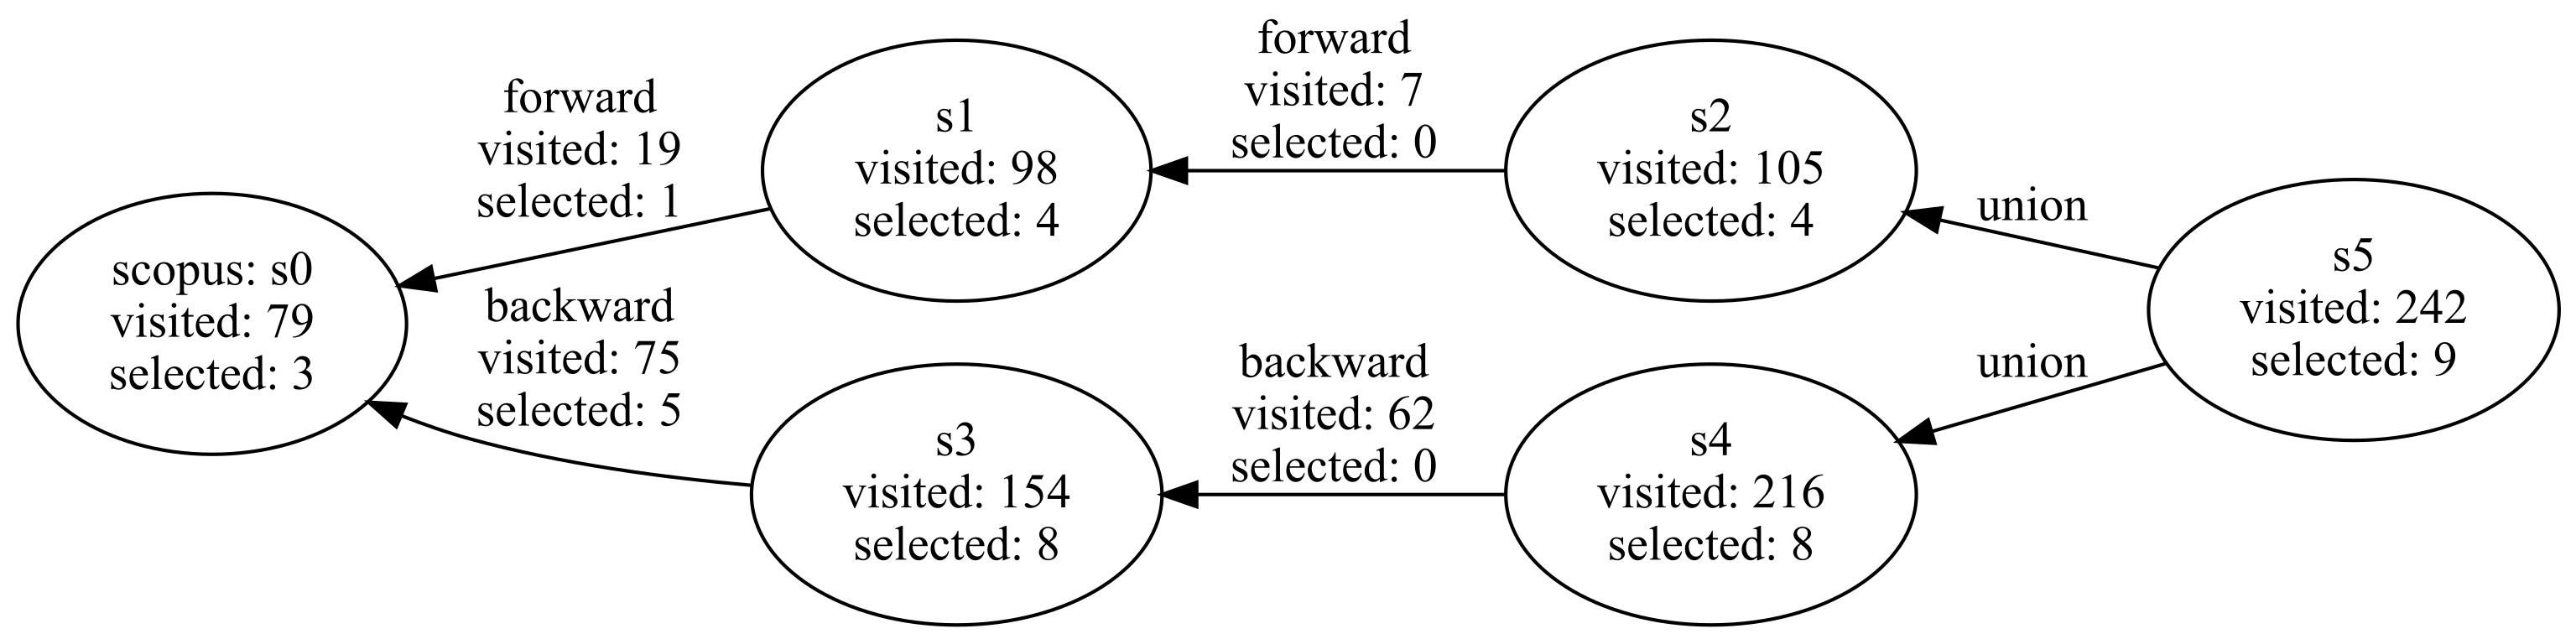 scopus: s0
visited: 79
selected: 3
forward
visited: 19
selected: 1
backward
visited: 75
selected: 5
s1
visited: 98
selected: 4
s3
visited: 154
selected: 8
forward
visited: 7
selected: 0
backward
visited: 62
selected: 0
s2
visited: 105
selected: 4
s4
visited: 216
selected: 8
union
union
s5
visited: 242
selected: 9